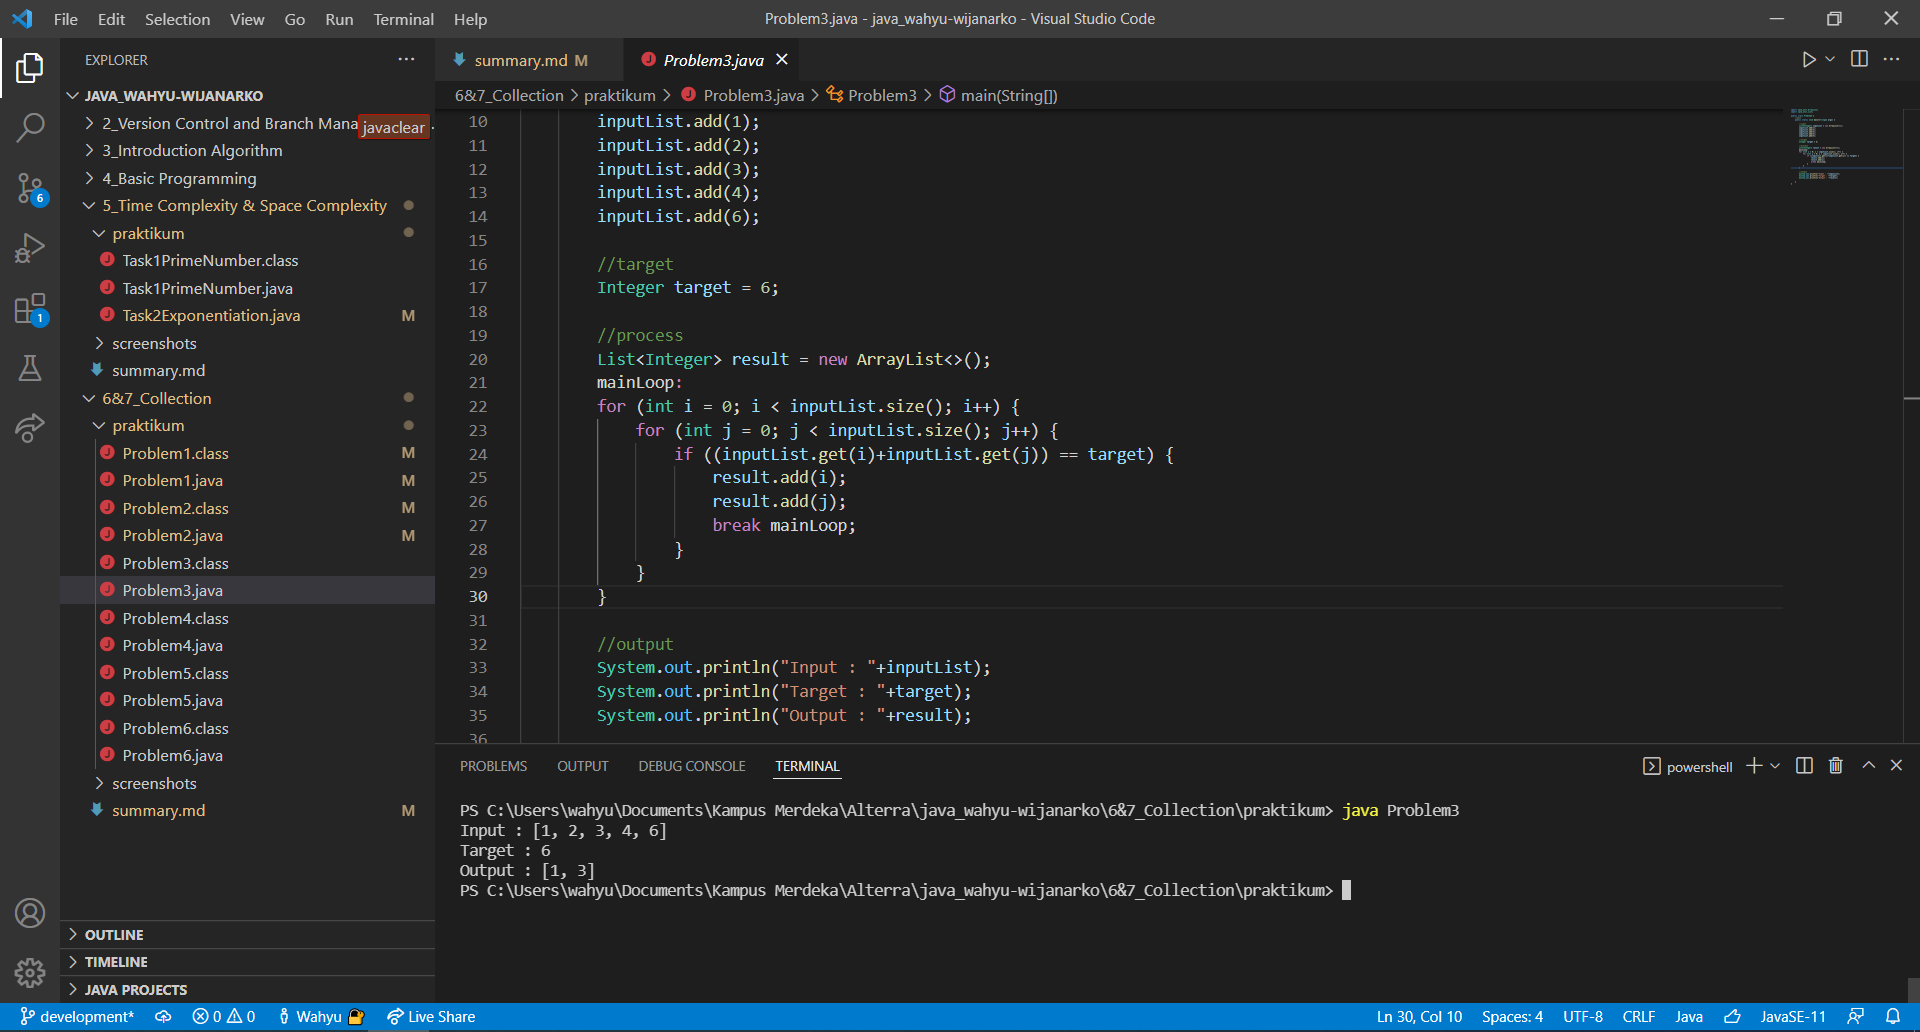 File Edit Selection View Go Run Terminal Help
Problem3.java - java_wahyu-wijanarko - Visual Studio Code
EXPLORER
JAVA_WAHYU-WIJANARKO
2_Version Control and Branch Mana
javaclear
3_Introduction Algorithm
4_Basic Programming
5_Time Complexity & Space Complexity
praktikum
Task1PrimeNumber.class
Task1PrimeNumber.java
Task2Exponentiation.java M
screenshots
summary.md
6&7_Collection
praktikum
Problem1.class M
Problem1.java M
Problem2.class M
Problem2.java M
Problem3.class
Problem3.java
Problem4.class
Problem4.java
Problem5.class
Problem5.java
Problem6.class
Problem6.java
screenshots
summary.md M
OUTLINE
TIMELINE
JAVA PROJECTS
6
1
summary.md M
Problem3.java
6&7_Collection > praktikum > Problem3.java > Problem3 > main(String[])
10 inputList.add(1);
11 inputList.add(2);
12 inputList.add(3);
13 inputList.add(4);
14 inputList.add(6);
15
16 //target
17 Integer target = 6;
18
19 //process
20 List<Integer> result = new ArrayList<>();
21 mainLoop:
22 for (int i = 0; i < inputList.size(); i++) {
23 for (int j = 0; j < inputList.size(); j++) {
24 if ((inputList.get(i)+inputList.get(j)) == target) {
25 result.add(i);
26 result.add(j);
27 break mainLoop;
28 }
29 }
30 }
31
32 //output
33 System.out.println("Input : "+inputList);
34 System.out.println("Target : "+target);
35 System.out.println("Output : "+result);
36
PROBLEMS OUTPUT DEBUG CONSOLE TERMINAL
powershell
PS C:\Users\wahyu\Documents\Kampus Merdeka\Alterra\java_wahyu-wijanarko\6&7_Collection\praktikum> java Problem3
Input : [1, 2, 3, 4, 6]
Target : 6
Output : [1, 3]
PS C:\Users\wahyu\Documents\Kampus Merdeka\Alterra\java_wahyu-wijanarko\6&7_Collection\praktikum>
development* 0 0 Wahyu Live Share
Ln 30, Col 10 Spaces: 4 UTF-8 CRLF Java JavaSE-11